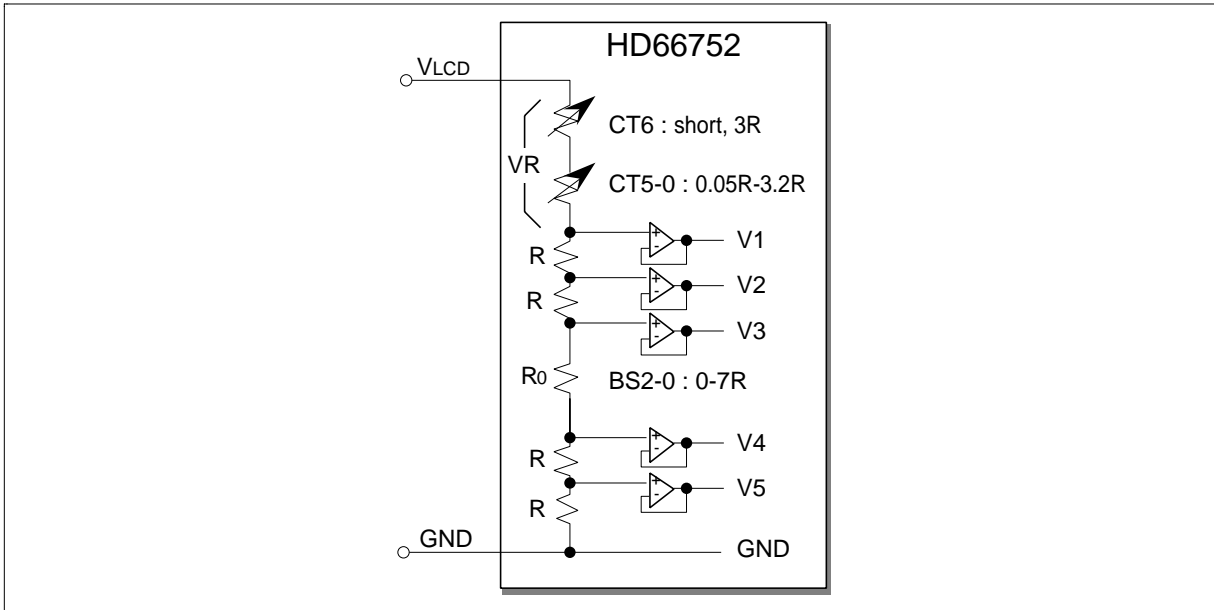 HD66752
VLCD
CT6 : short, 3R
VR
CT5-0 : 0.05R-3.2R
V1
R
V2
R
V3
R0
BS2-0 : 0-7R
V4
R
V5
R
GND
GND